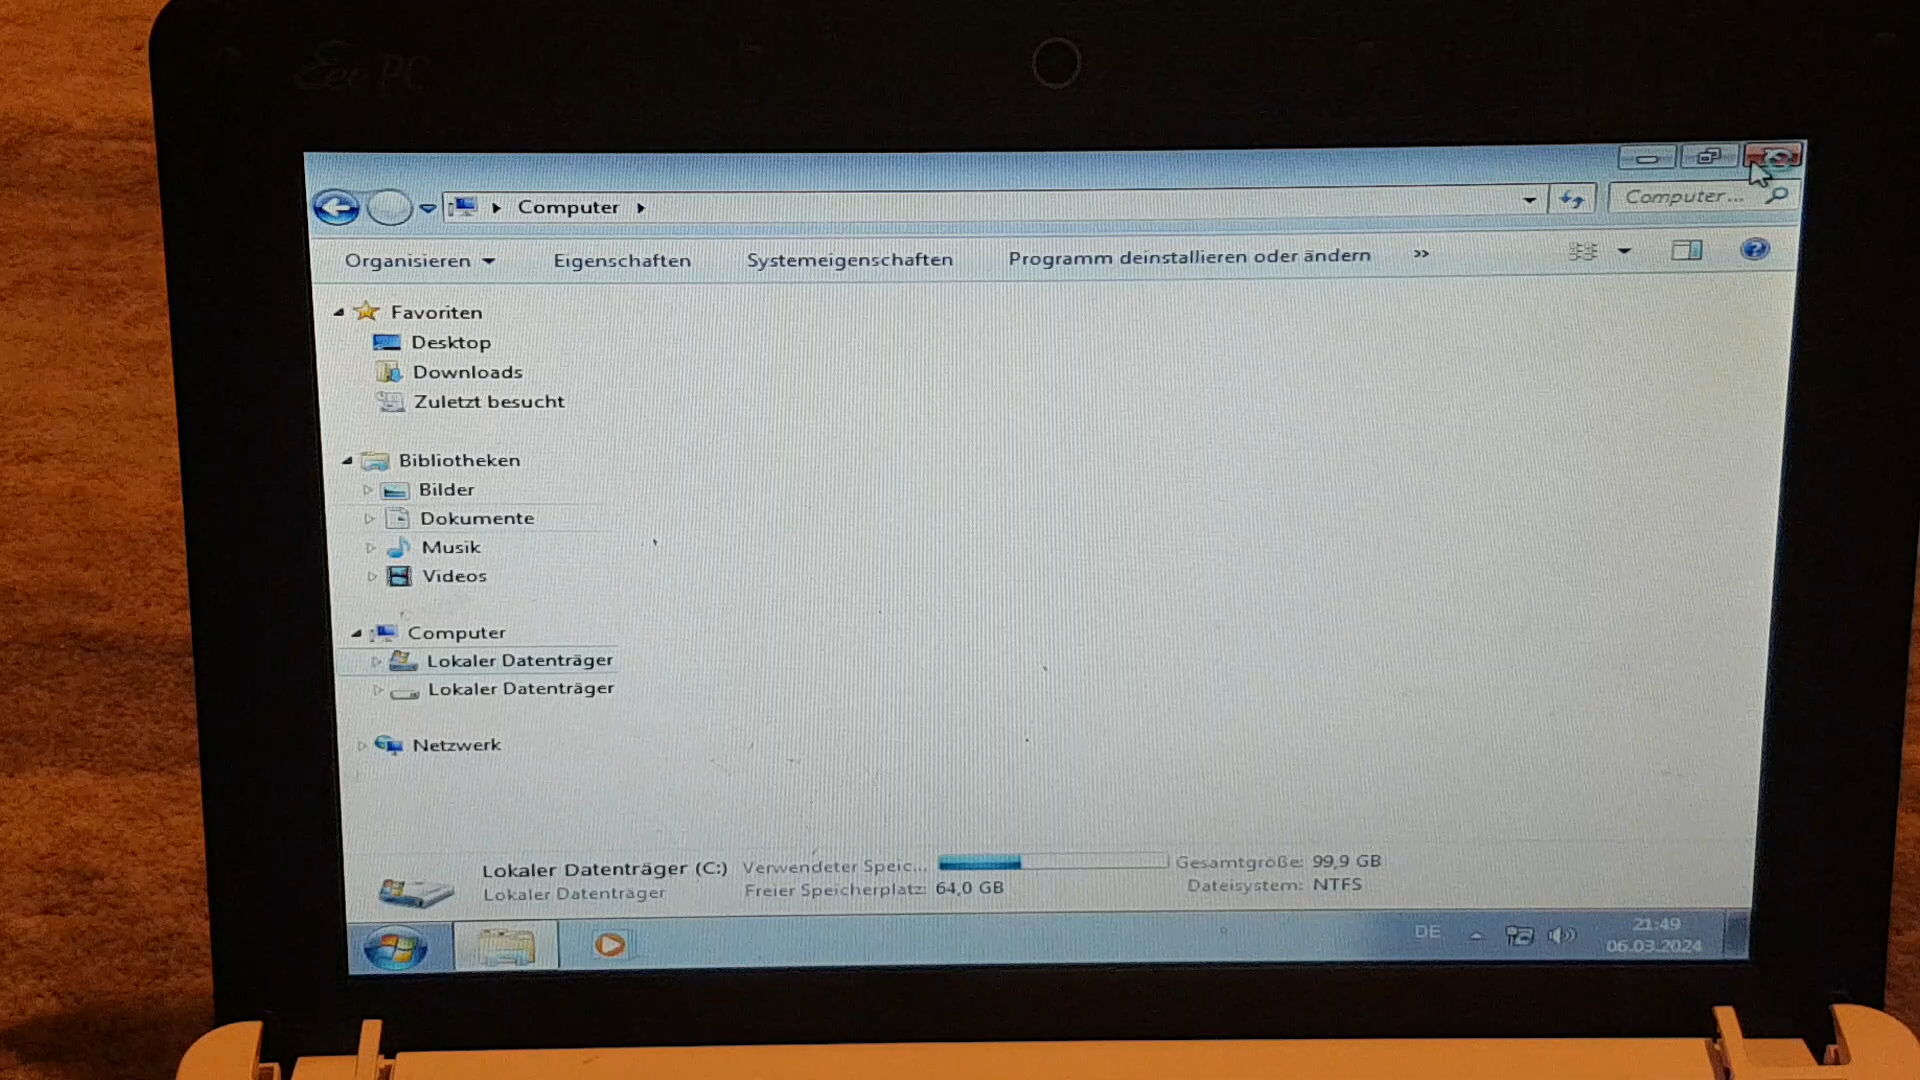 Eee PC
Computer
Computer...
Organisieren
Eigenschaften
Systemeigenschaften
Programm deinstallieren oder ändern
»
Favoriten
Desktop
Downloads
Zuletzt besucht
Bibliotheken
Bilder
Dokumente
Musik
Videos
Computer
Lokaler Datenträger
Lokaler Datenträger
Netzwerk
Lokaler Datenträger (C:) Verwendeter Speic... Gesamtgröße: 99,9 GB
Lokaler Datenträger Freier Speicherplatz: 64,0 GB Dateisystem: NTFS
DE
21:49
06.03.2024